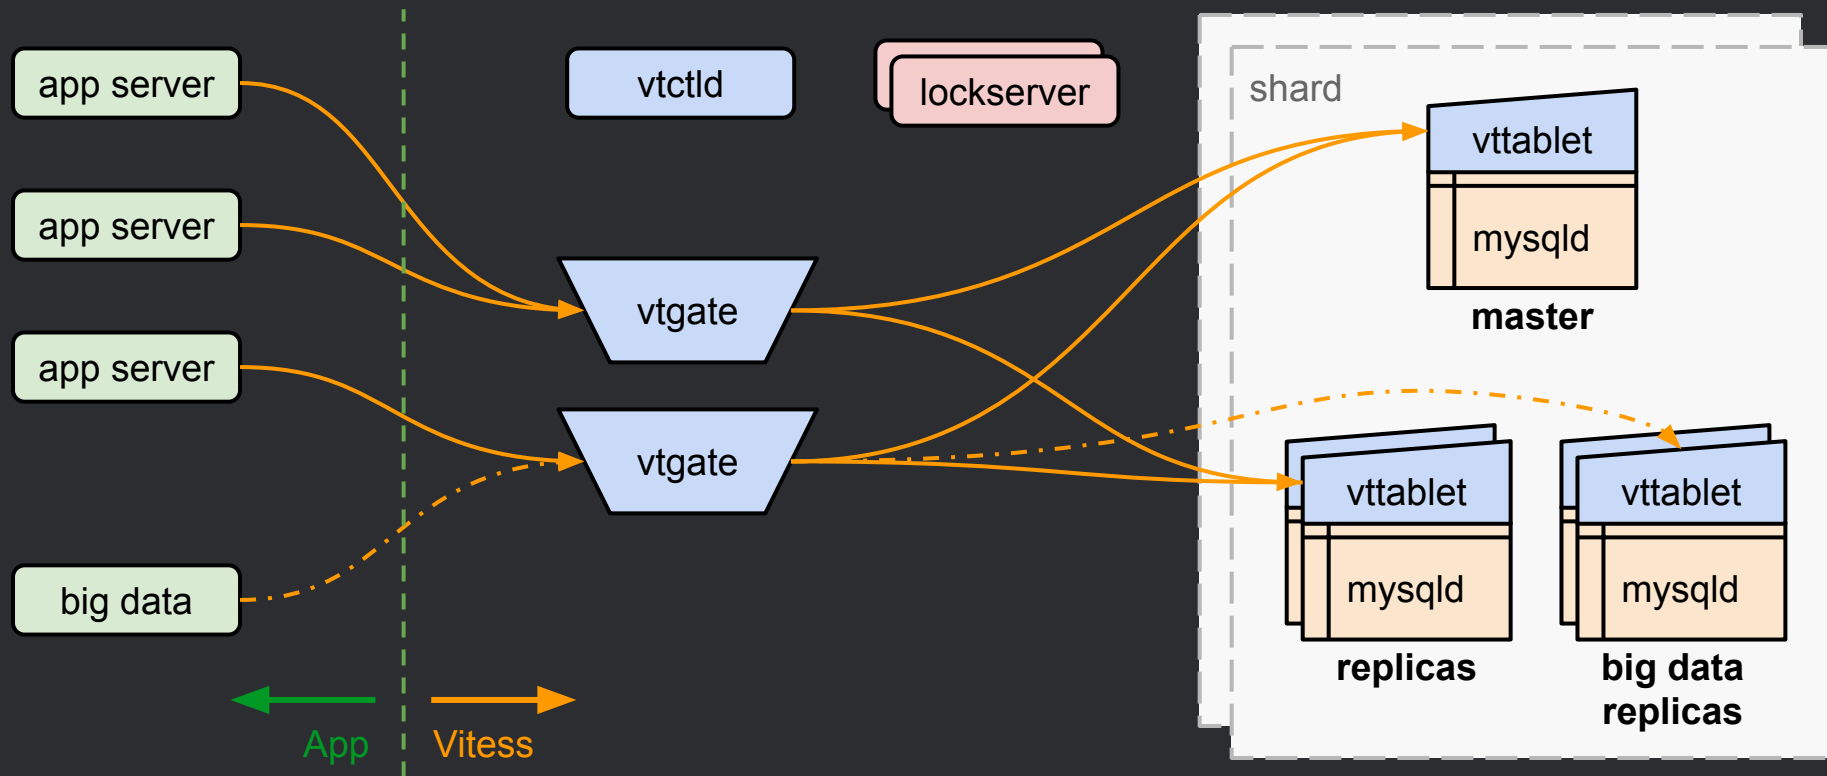 app server
vtctld
lockserver
shard
vttablet
mysqld
master
app server
vtgate
app server
vtgate
vttablet
mysqld
replicas
vttablet
mysqld
big data
replicas
big data
App
Vitess